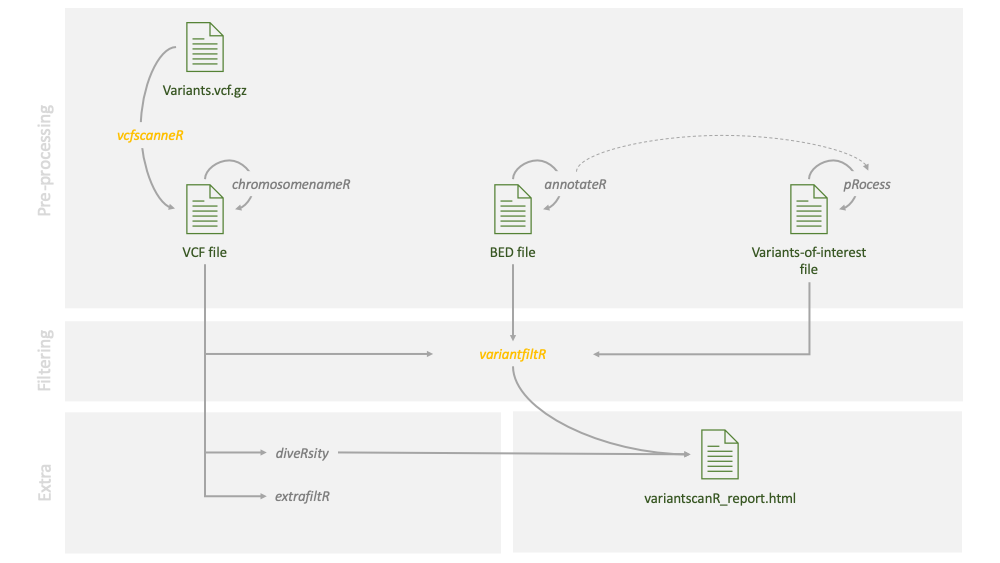 Pre-processing
Variants.vcf.gz
vcfscanneR
chromosomenameR
annotateR
pRocess
VCF file
BED file
Variants-of-interest
file
Filtering
variantfiltR
Extra
diveRsity
extrafiltR
variantscanR_report.html